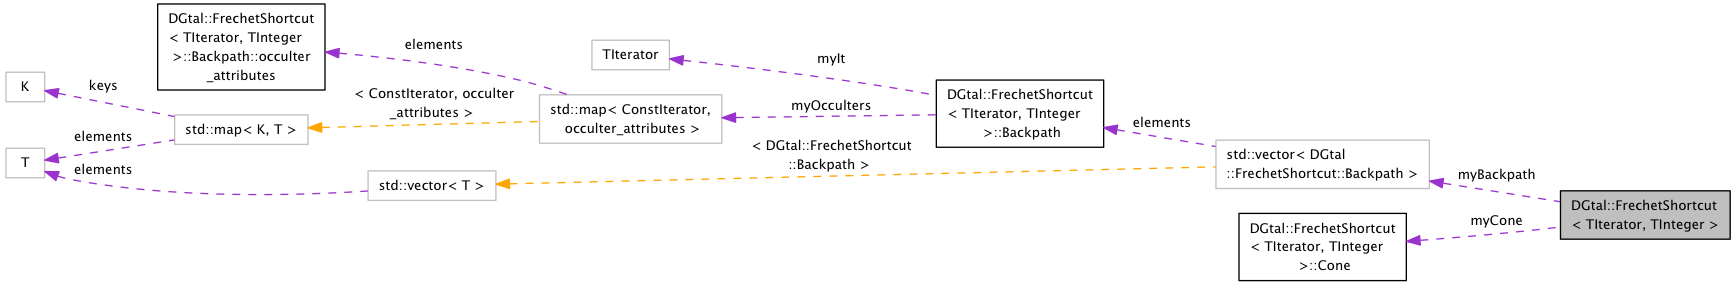 DGtal::FrechetShortcut
< TIterator, TInteger
>::Backpath::occulter
_attributes
elements
TIterator
myIt
K
keys
< ConstIterator, occulter
_attributes >
std::map< ConstIterator,
occulter_attributes >
myOcculters
DGtal::FrechetShortcut
< TIterator, TInteger
>::Backpath
elements
std::map< K, T >
elements
T
elements
std::vector< T >
< DGtal::FrechetShortcut
::Backpath >
std::vector< DGtal
::FrechetShortcut::Backpath >
myBackpath
DGtal::FrechetShortcut
< TIterator, TInteger >
myCone
DGtal::FrechetShortcut
< TIterator, TInteger
>::Cone